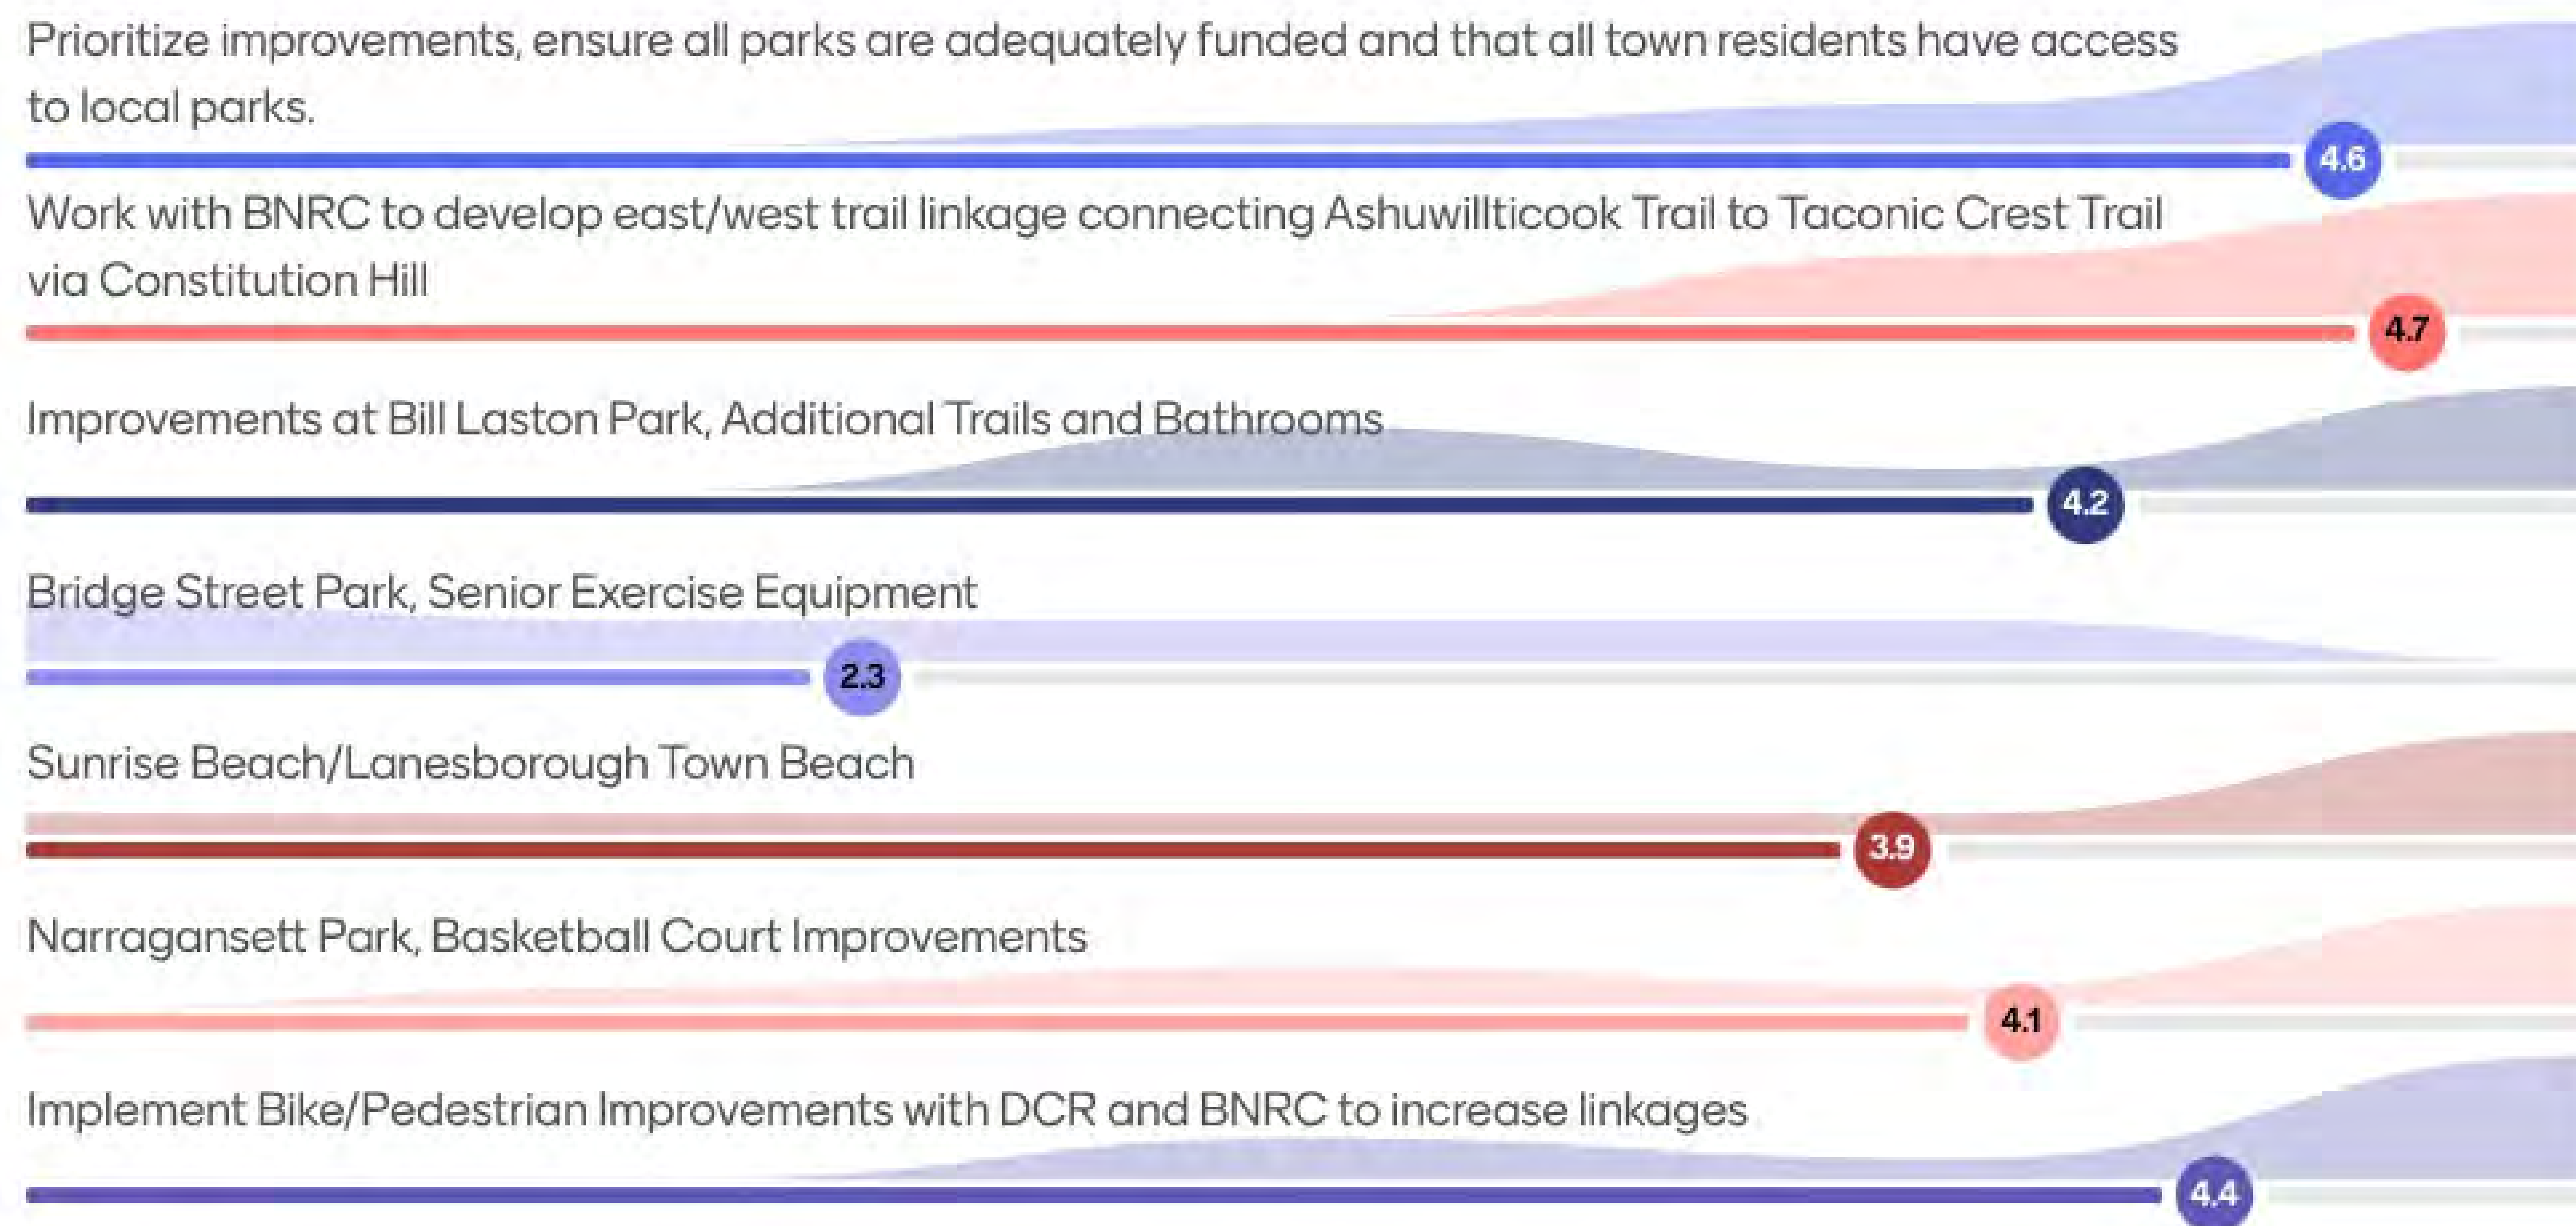 Prioritize improvements, ensure all parks are adequately funded and that all town residents have access
to local parks.
4.6
Work with BNRC to develop east/west trail linkage connecting Ashuwillticook Trail to Taconic Crest Trail
via Constitution Hill
4.7
Improvements at Bill Laston Park, Additional Trails and Bathrooms
4.2
Bridge Street Park, Senior Exercise Equipment
2.3
Sunrise Beach/Lanesborough Town Beach
3.9
Narragansett Park, Basketball Court Improvements
4.1
Implement Bike/Pedestrian Improvements with DCR and BNRC to increase linkages
4.4